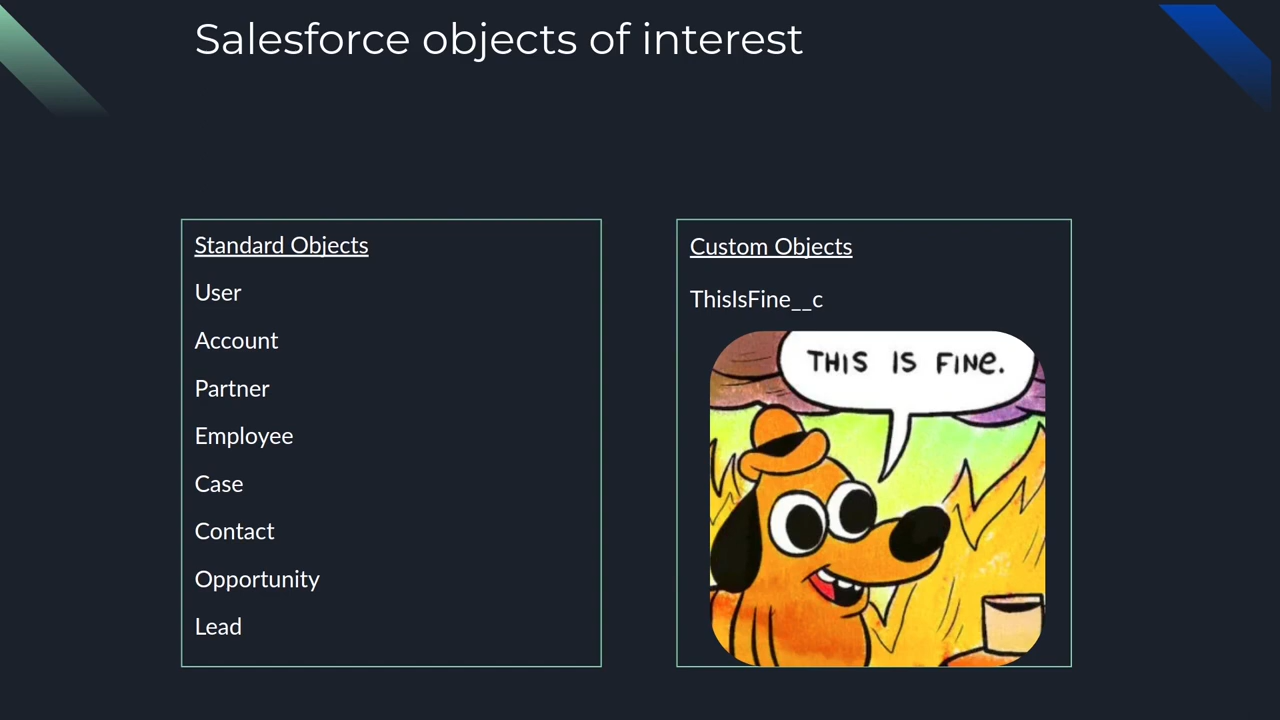 Salesforce objects of interest
Standard Objects
User
Account
Partner
Employee
Case
Contact
Opportunity
Lead
Custom Objects
ThisIsFine__c
THIS IS FINE.